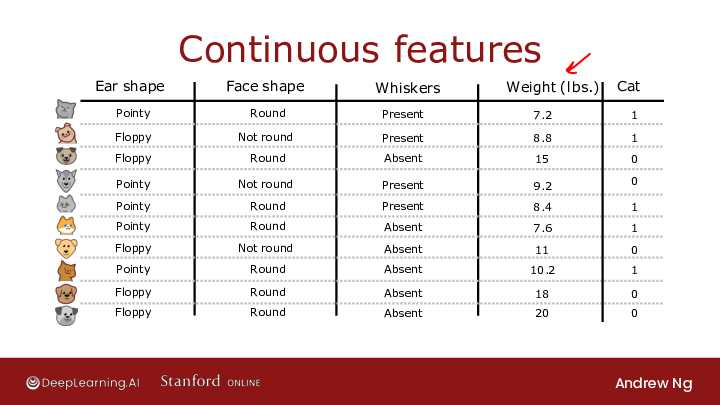 Continuous features
Ear shape Face shape Whiskers Weight (lbs.) Cat
Pointy Round Present 7.2 1
Floppy Not round Present 8.8 1
Floppy Round Absent 15 0
Pointy Not round Present 9.2 0
Pointy Round Present 8.4 1
Pointy Round Absent 7.6 1
Floppy Not round Absent 11 0
Pointy Round Absent 10.2 1
Floppy Round Absent 18 0
Floppy Round Absent 20 0
DeepLearning.AI Stanford ONLINE Andrew Ng